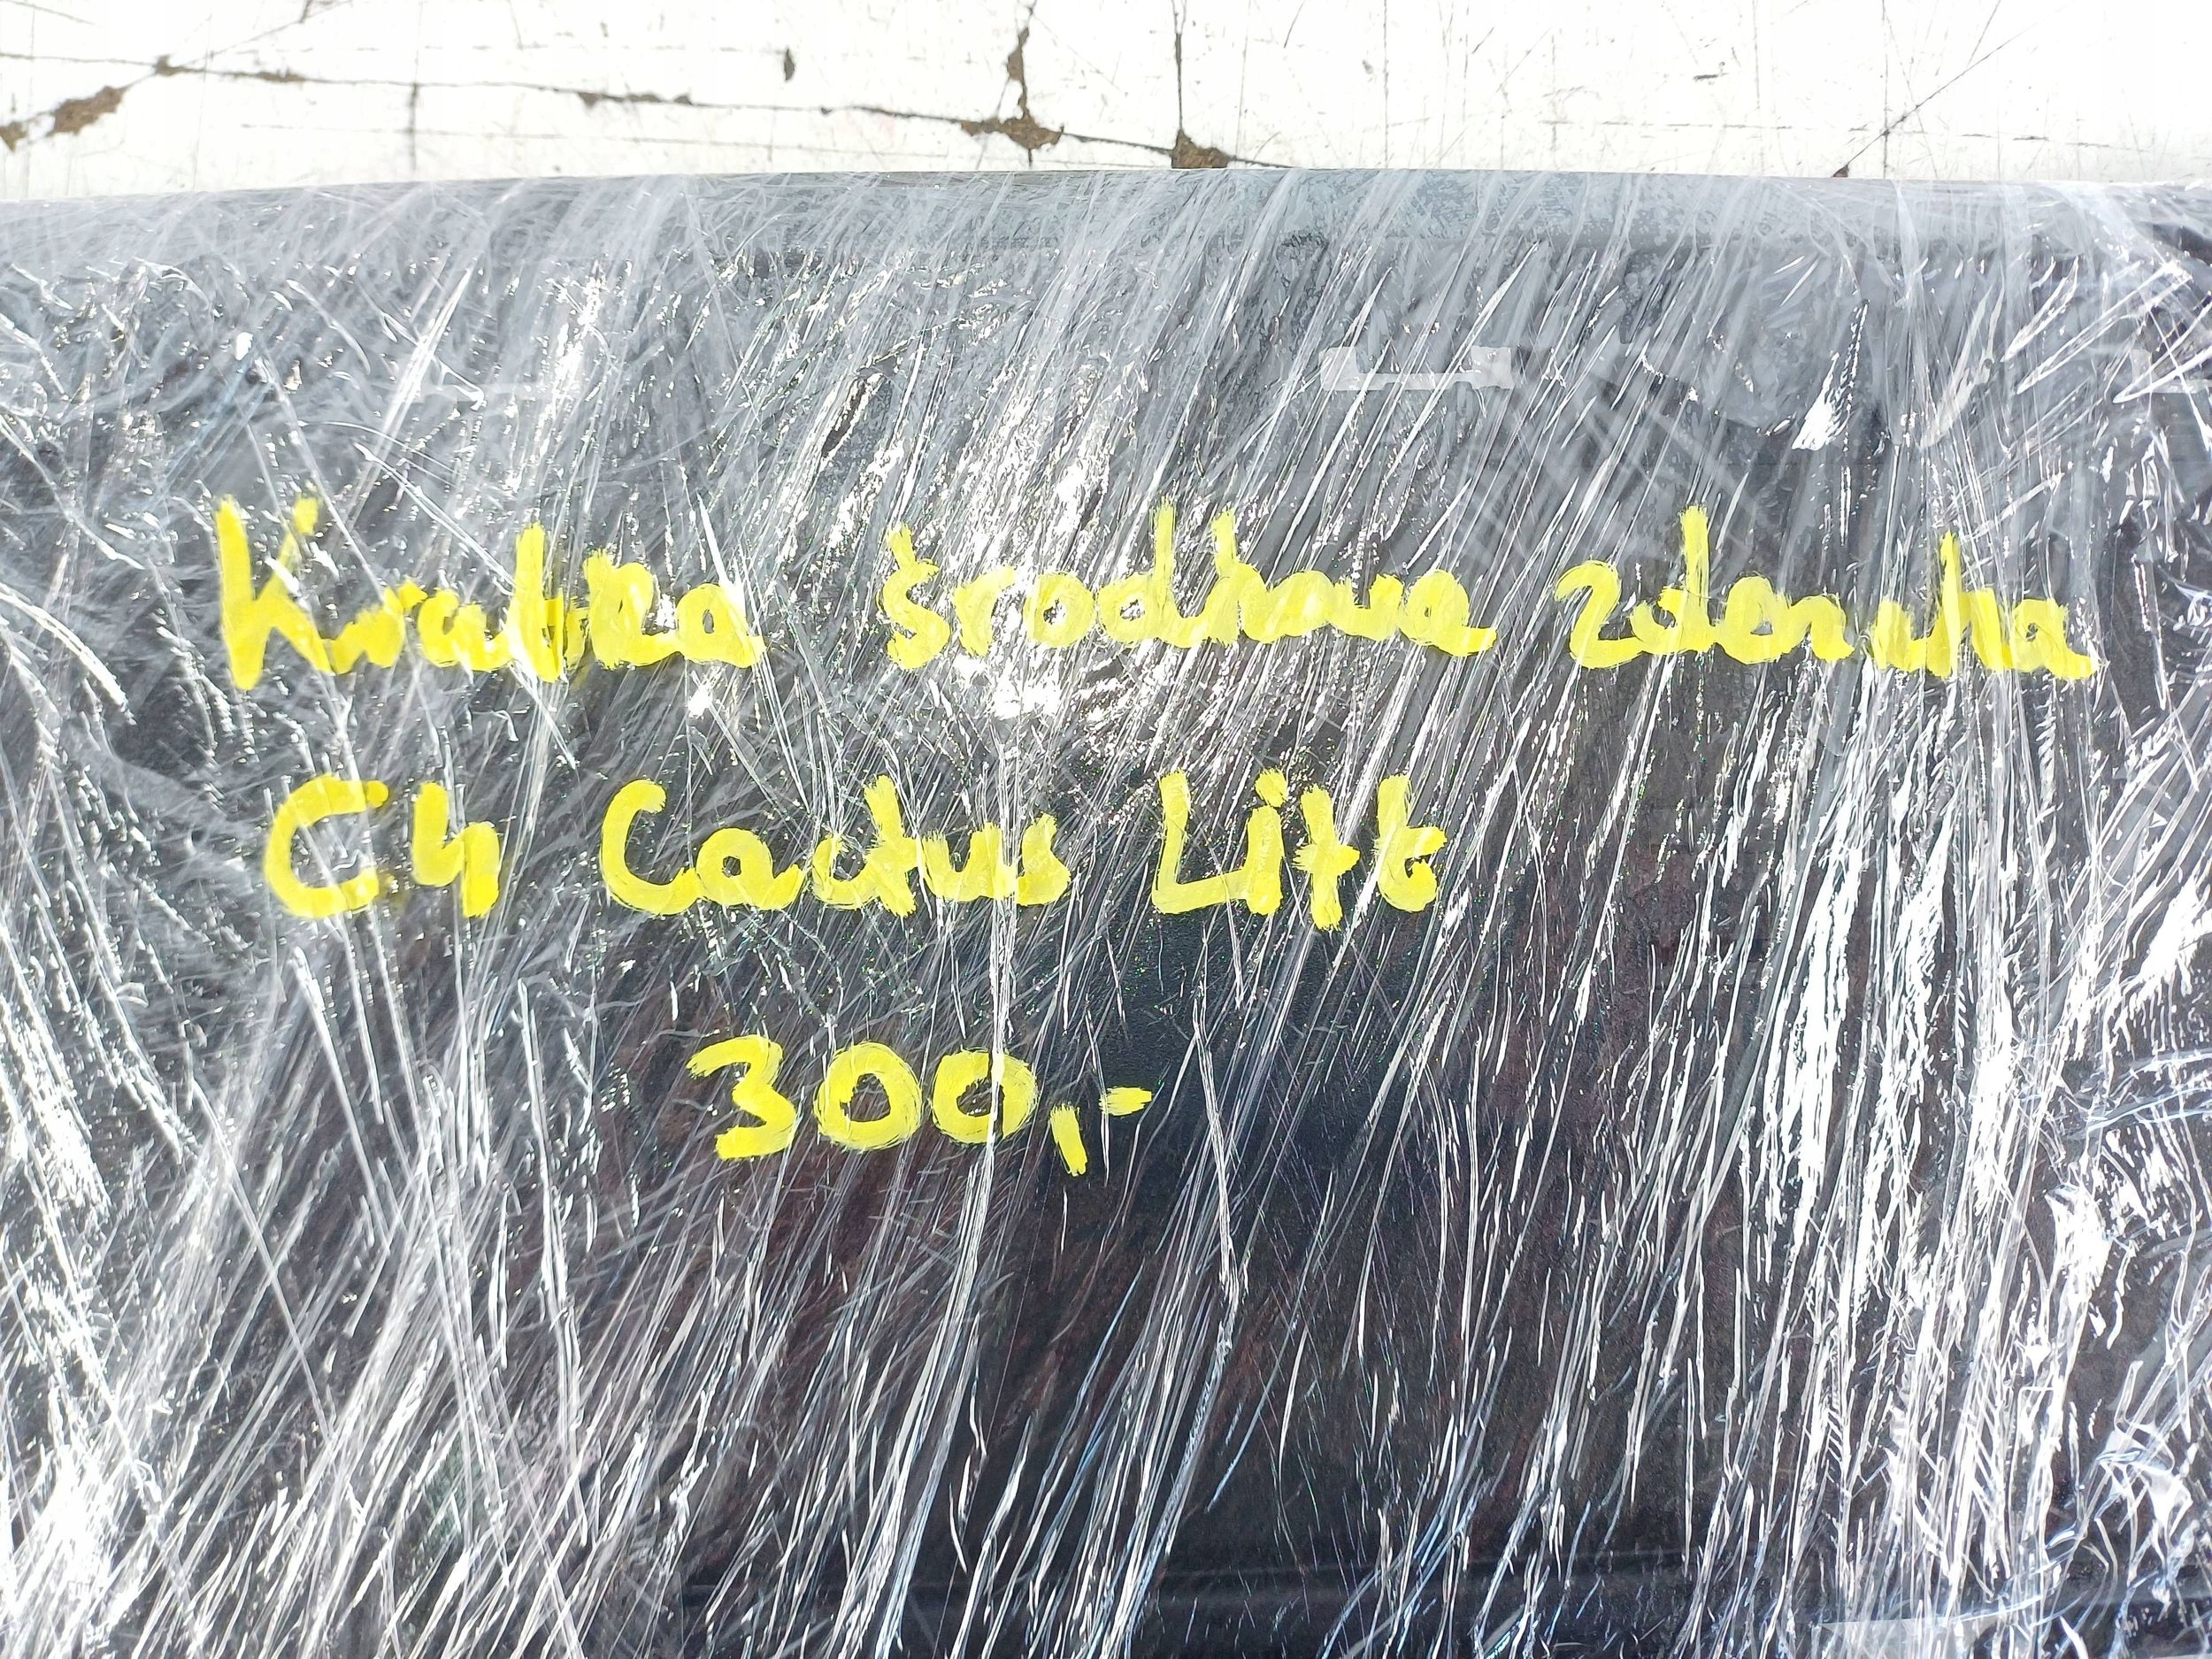 Kratka środkowa zderzaka
C4 Cactus Lift
300,-